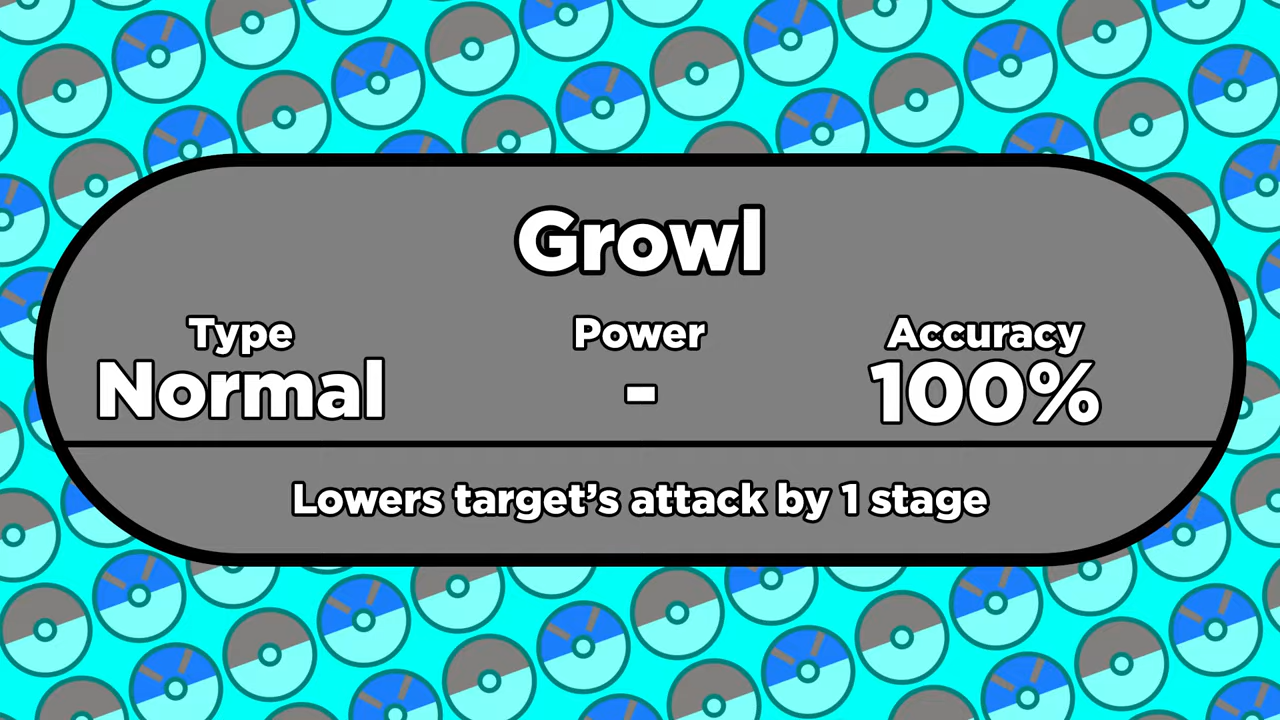 Growl
Type Power Accuracy
Normal - 100%
Lowers target’s attack by 1 stage